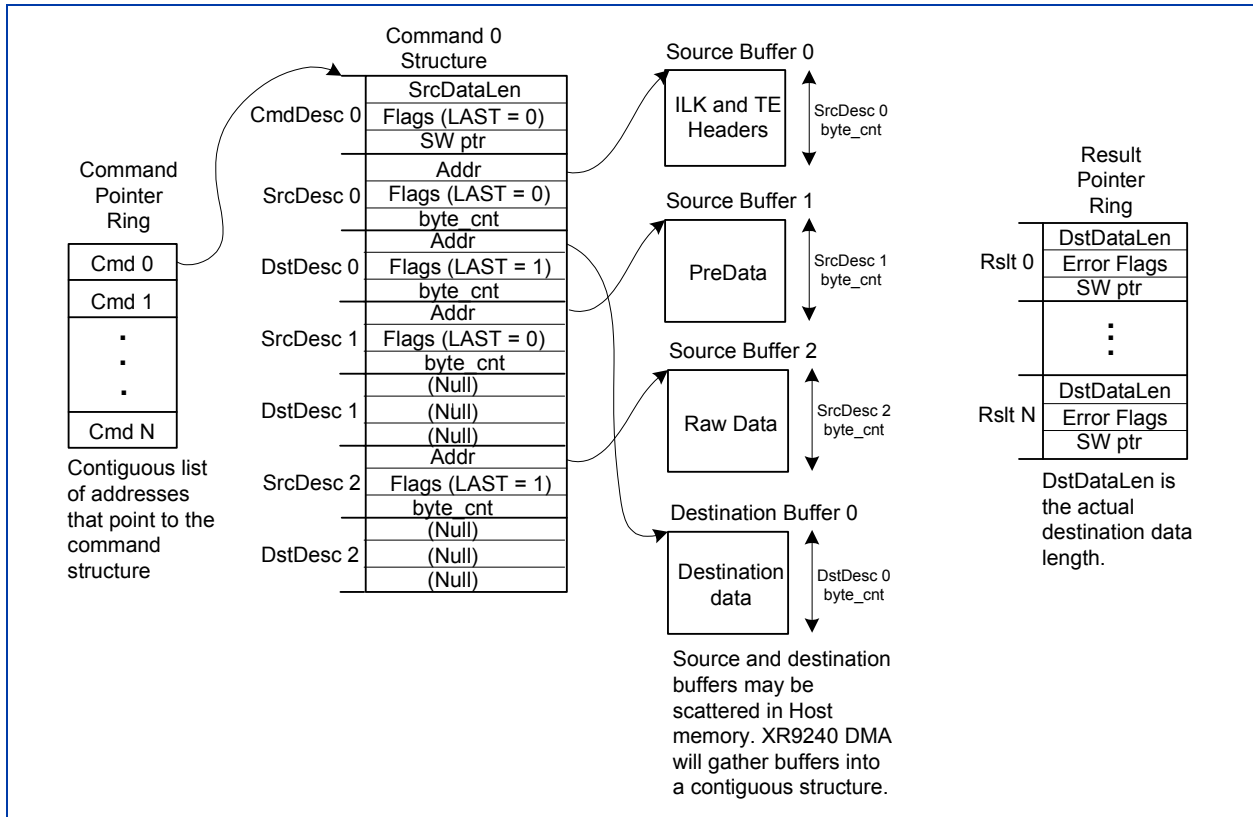 Command
Pointer
Ring
Cmd 0
Cmd 1
.
.
.
Cmd N
Contiguous list
of addresses
that point to the
command
structure
Command 0
Structure
CmdDesc 0
SrcDataLen
Flags (LAST = 0)
SW ptr
SrcDesc 0
Addr
Flags (LAST = 0)
byte_cnt
DstDesc 0
Addr
Flags (LAST = 1)
byte_cnt
SrcDesc 1
Addr
Flags (LAST = 0)
byte_cnt
DstDesc 1
(Null)
(Null)
(Null)
SrcDesc 2
Addr
Flags (LAST = 1)
byte_cnt
DstDesc 2
(Null)
(Null)
(Null)
Source Buffer 0
ILK and TE
Headers
SrcDesc 0
byte_cnt
Source Buffer 1
PreData
SrcDesc 1
byte_cnt
Source Buffer 2
Raw Data
SrcDesc 2
byte_cnt
Destination Buffer 0
Destination
data
DstDesc 0
byte_cnt
Source and destination
buffers may be
scattered in Host
memory. XR9240 DMA
will gather buffers into
a contiguous structure.
Result
Pointer
Ring
Rslt 0
DstDataLen
Error Flags
SW ptr
.
.
.
Rslt N
DstDataLen
Error Flags
SW ptr
DstDataLen is
the actual
destination data
length.